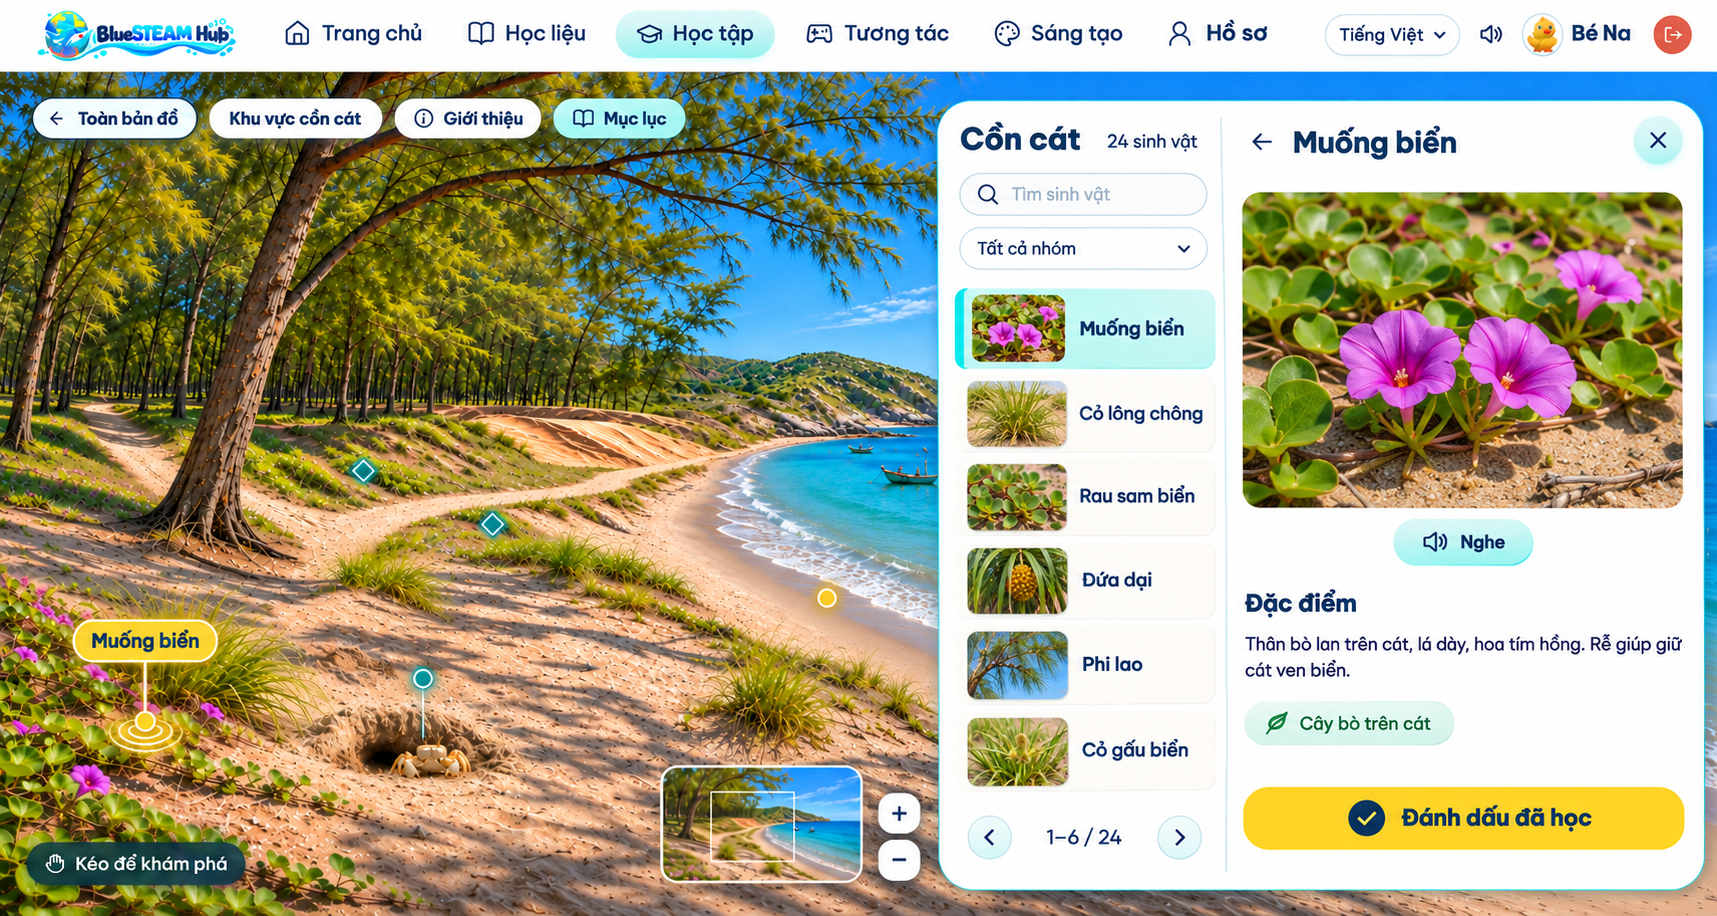 BlueSTEAM Hub
Trang chủ
Học liệu
Học tập
Tương tác
Sáng tạo
Hồ sơ
Tiếng Việt
Bé Na
Toàn bản đồ
Khu vực cồn cát
Giới thiệu
Mục lục
Muống biển
Kéo để khám phá
+
−
Cồn cát
24 sinh vật
Tìm sinh vật
Tất cả nhóm
Muống biển
Cỏ lông chông
Rau sam biển
Dứa dại
Phi lao
Cỏ gấu biển
1–6 / 24
Muống biển
Nghe
Đặc điểm
Thân bò lan trên cát, lá dày, hoa tím hồng. Rễ giúp giữ
cát ven biển.
Cây bò trên cát
Đánh dấu đã học